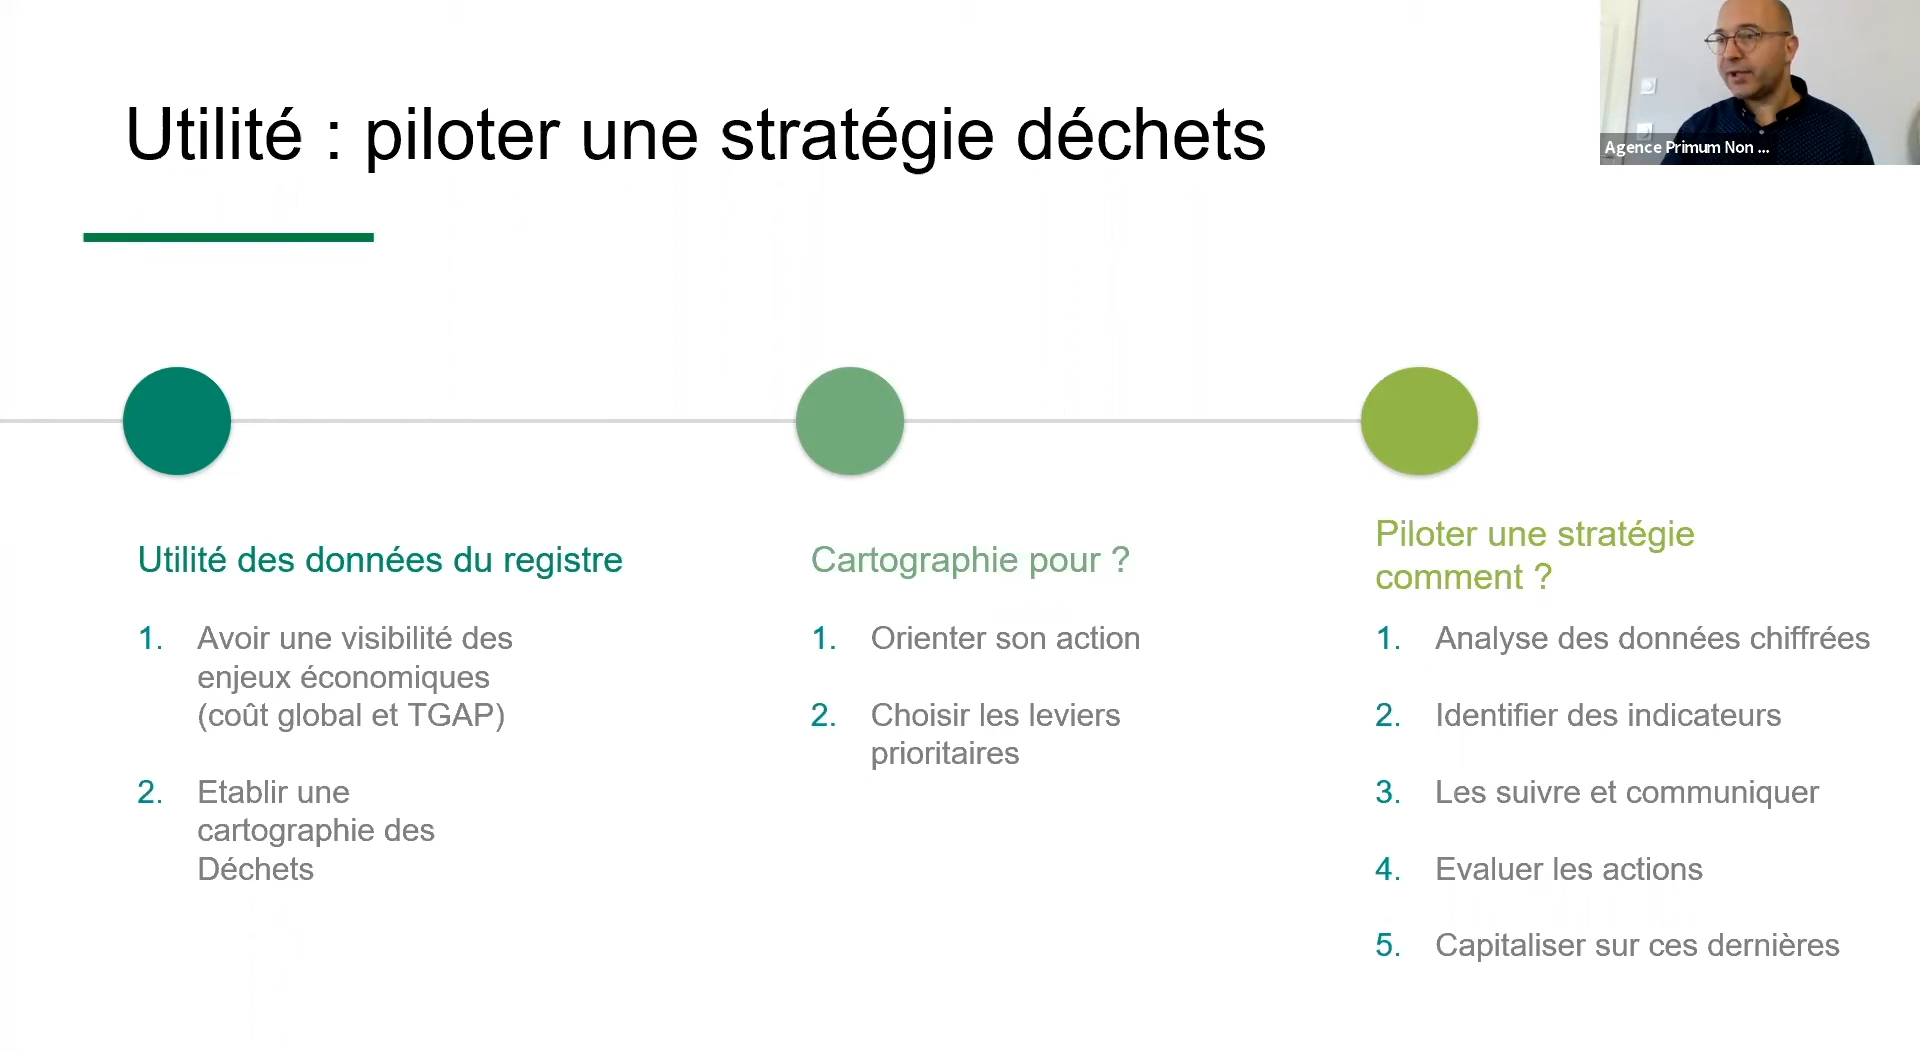 Utilité : piloter une stratégie déchets
Agence Primum Non ...
Utilité des données du registre
1. Avoir une visibilité des
enjeux économiques
(coût global et TGAP)
2. Etablir une
cartographie des
Déchets
Cartographie pour ?
1. Orienter son action
2. Choisir les leviers
prioritaires
Piloter une stratégie
comment ?
1. Analyse des données chiffrées
2. Identifier des indicateurs
3. Les suivre et communiquer
4. Evaluer les actions
5. Capitaliser sur ces dernières